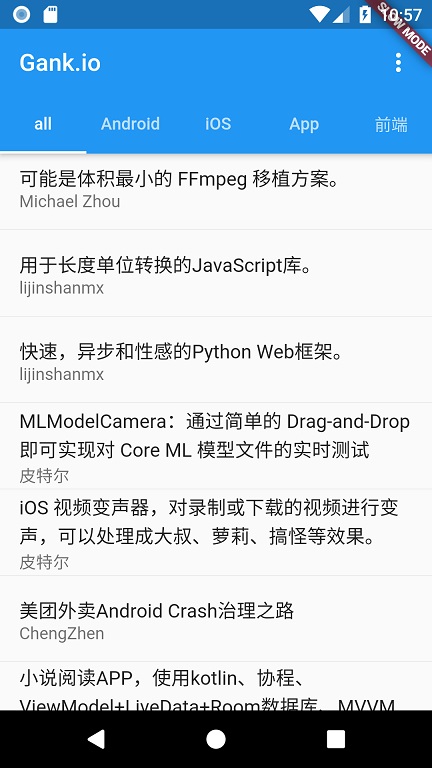 10:57
SLOW MODE
Gank.io
all Android iOS App 前端
可能是体积最小的 FFmpeg 移植方案。
Michael Zhou
用于长度单位转换的JavaScript库。
lijinshanmx
快速，异步和性感的Python Web框架。
lijinshanmx
MLModelCamera：通过简单的 Drag-and-Drop
即可实现对 Core ML 模型文件的实时测试
皮特尔
iOS 视频变声器，对录制或下载的视频进行变
声，可以处理成大叔、萝莉、搞怪等效果。
皮特尔
美团外卖Android Crash治理之路
ChengZhen
小说阅读APP，使用kotlin、协程、
ViewModel+LiveData+Room数据库、MVVM